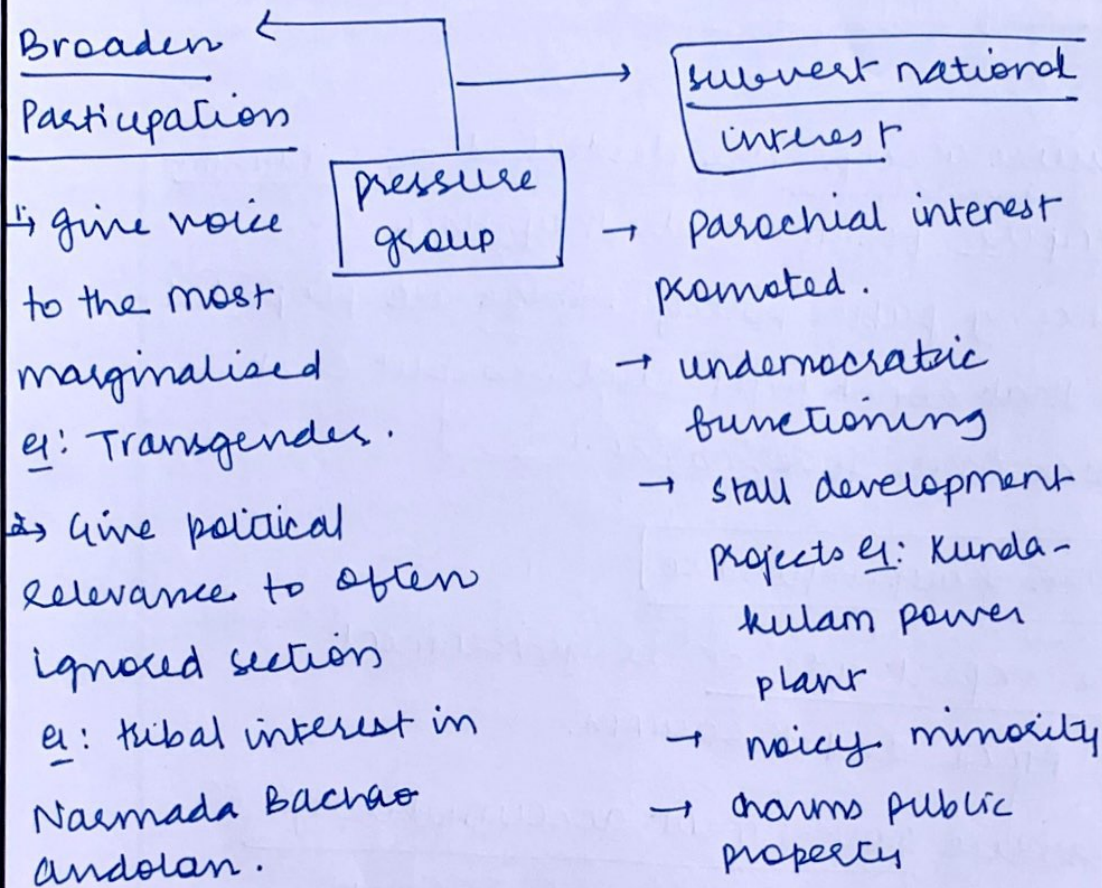 Broaden
Participation
1) give voice
to the most
marginalised
eg: Transgender.
2) Give political
relevance to often
ignored section
eg: tribal interest in
Narmada Bachao
Andolan.
pressure
group
subvert national
interest
→ Parochial interest
promoted.
→ undemocratic
functioning
→ stall development
projects eg: Kunda-
kulam power
plant
→ noicy minority
→ harms public
property